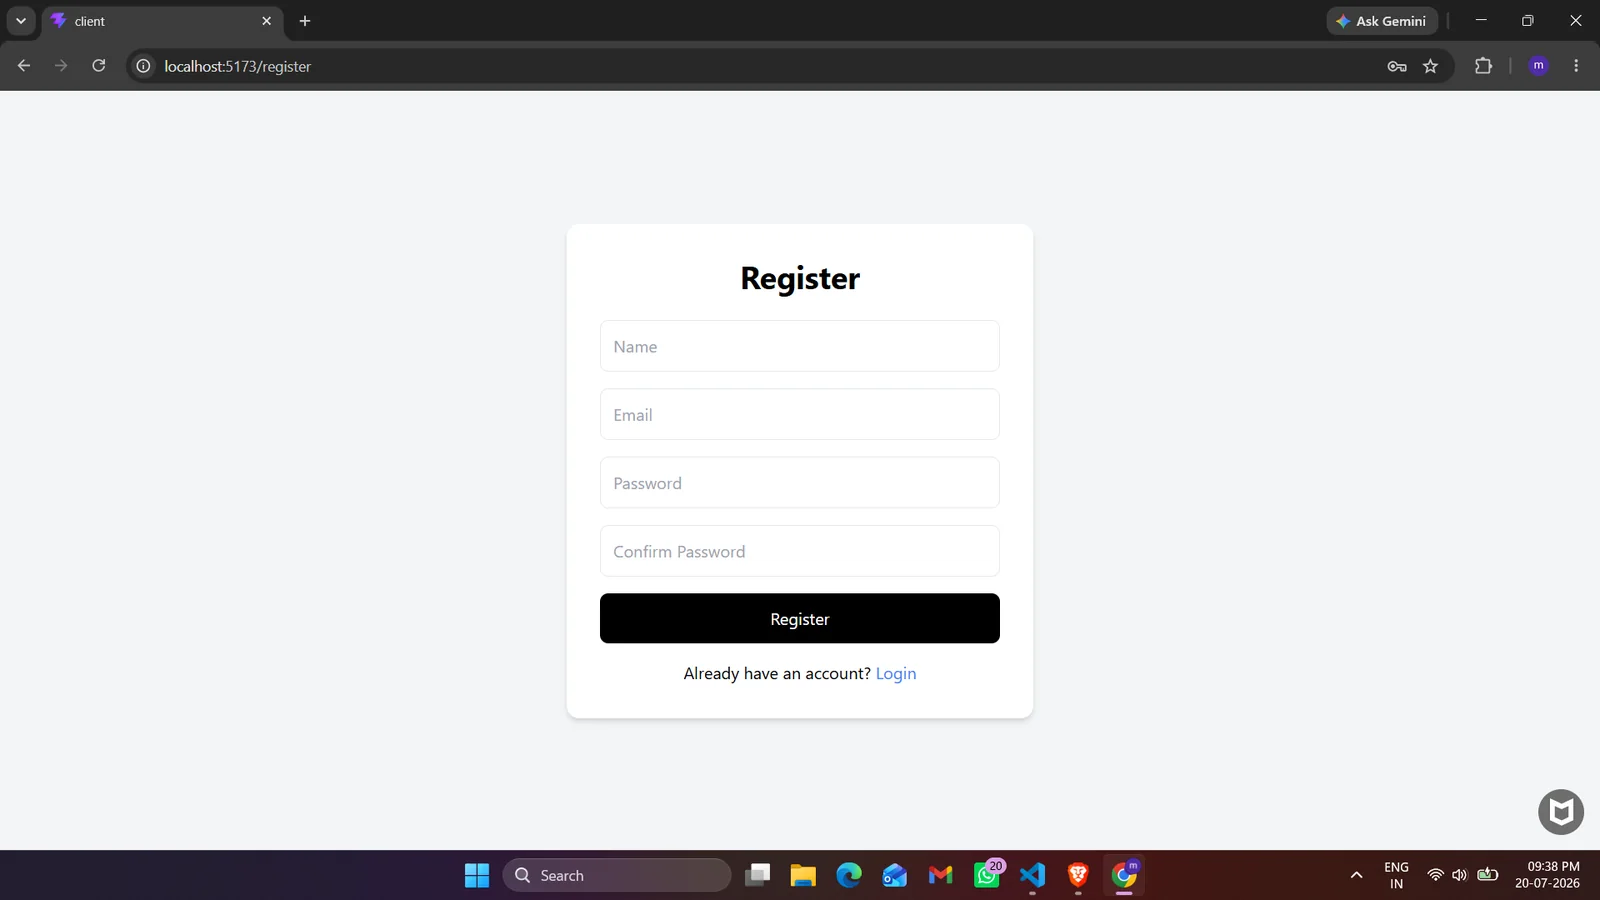 client
Ask Gemini
localhost:5173/register
m
Register
Name
Email
Password
Confirm Password
Register
Already have an account? Login
Search
20
m
ENG
IN
09:38 PM
20-07-2026